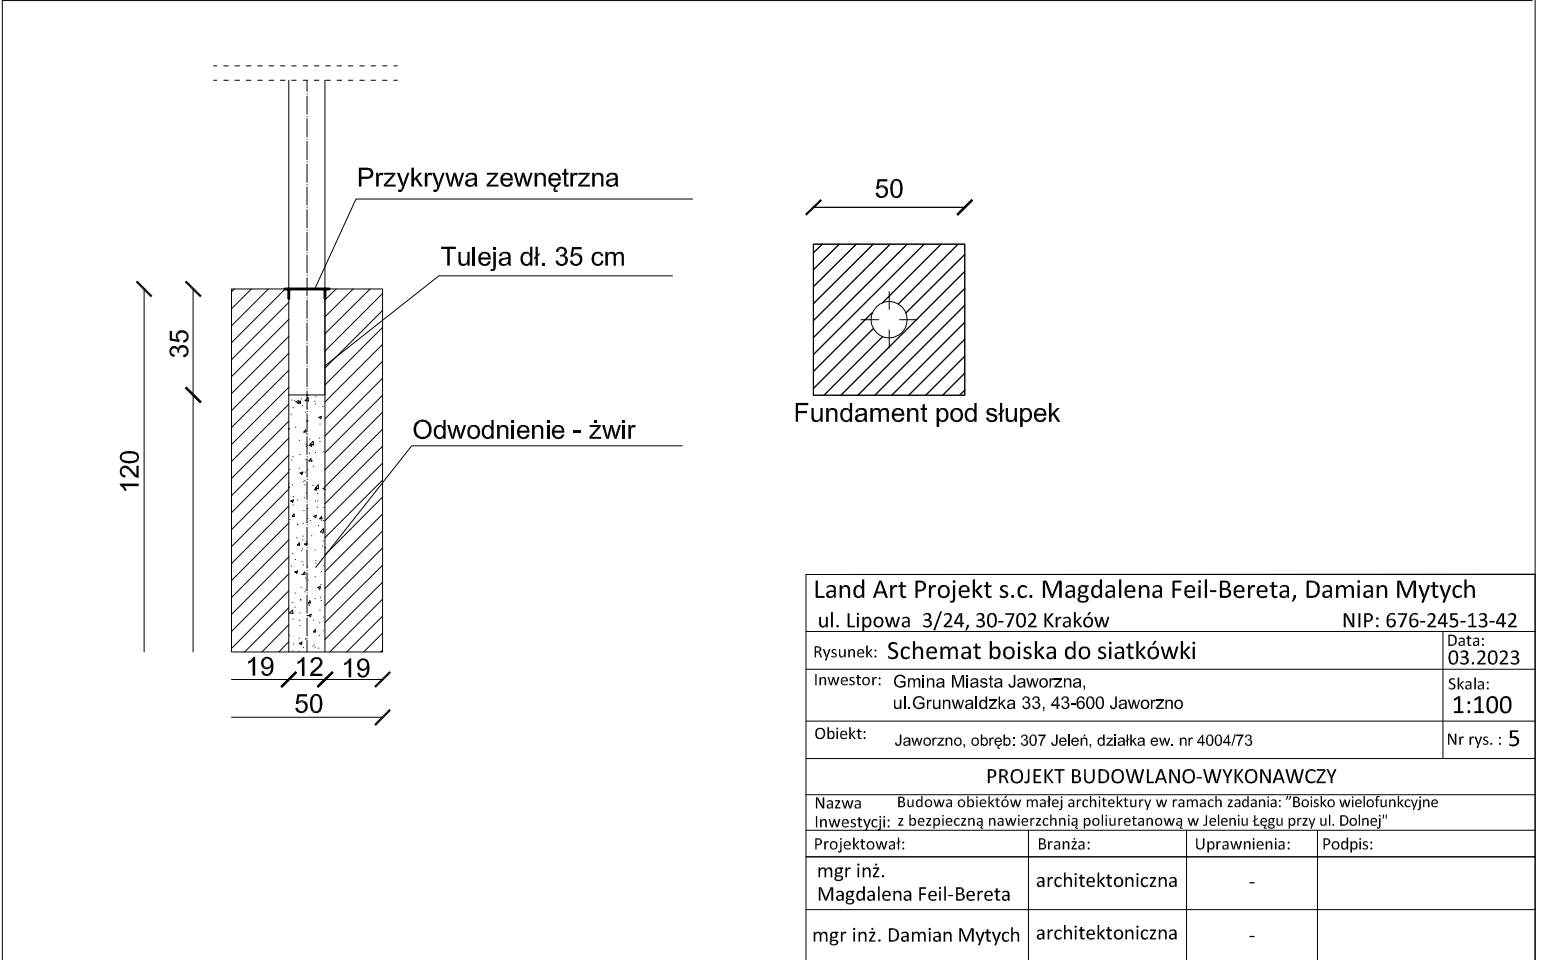 Przykrywa zewnętrzna
Tuleja dł. 35 cm
Odwodnienie - żwir
120
35
19 12 19
50
50
Fundament pod słupek
Land Art Projekt s.c. Magdalena Feil-Bereta, Damian Mytych
ul. Lipowa 3/24, 30-702 Kraków NIP: 676-245-13-42
Rysunek: Schemat boiska do siatkówki
Data:
03.2023
Inwestor: Gmina Miasta Jaworzna,
ul.Grunwaldzka 33, 43-600 Jaworzno
Skala:
1:100
Obiekt: Jaworzno, obręb: 307 Jeleń, działka ew. nr 4004/73
Nr rys. : 5
PROJEKT BUDOWLANO-WYKONAWCZY
Nazwa Budowa obiektów małej architektury w ramach zadania: "Boisko wielofunkcyjne
Inwestycji: z bezpieczną nawierzchnią poliuretanową w Jeleniu Łęgu przy ul. Dolnej"
Projektował: Branża: Uprawnienia: Podpis:
mgr inż.
Magdalena Feil-Bereta architektoniczna -
mgr inż. Damian Mytych architektoniczna -